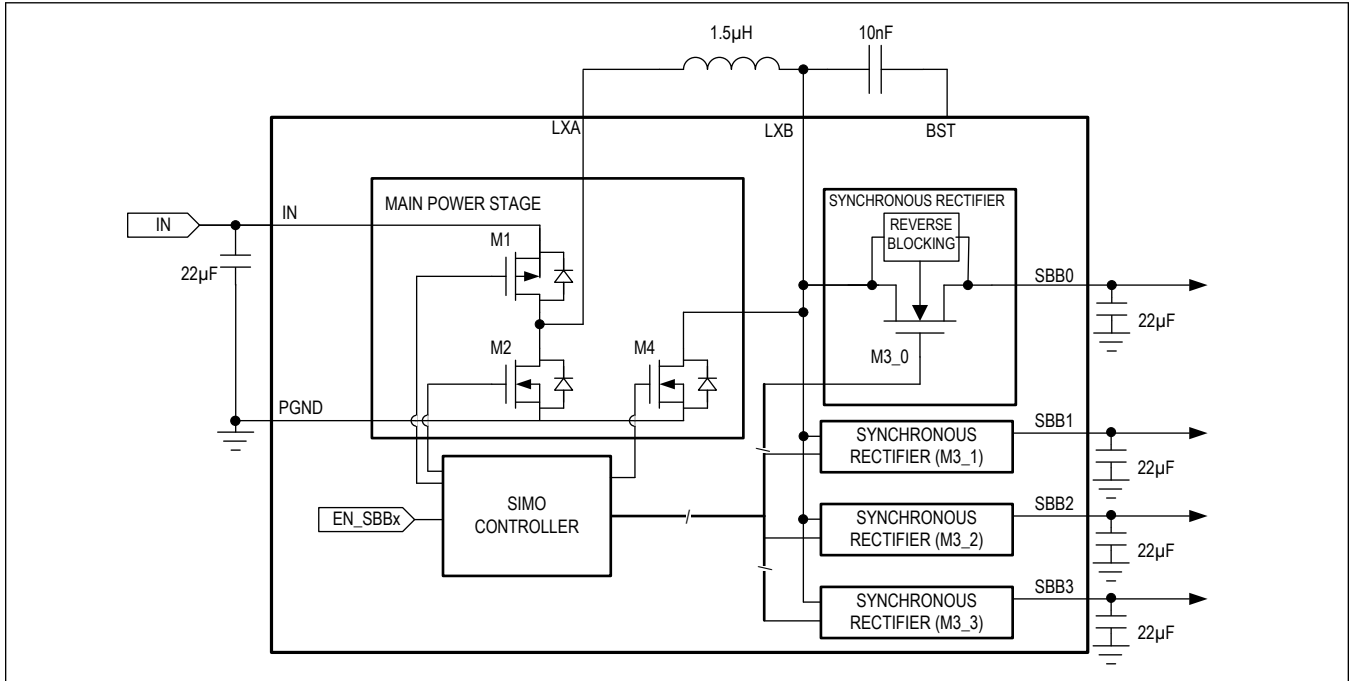 1.5µH
10nF
LXA
LXB
BST
MAIN POWER STAGE
SYNCHRONOUS RECTIFIER
REVERSE
BLOCKING
IN
IN
M1
SBB0
22µF
22µF
M2
M4
M3_0
PGND
SYNCHRONOUS
RECTIFIER (M3_1)
SBB1
22µF
SIMO
CONTROLLER
EN_SBBx
SYNCHRONOUS
RECTIFIER (M3_2)
SBB2
22µF
SYNCHRONOUS
RECTIFIER (M3_3)
SBB3
22µF